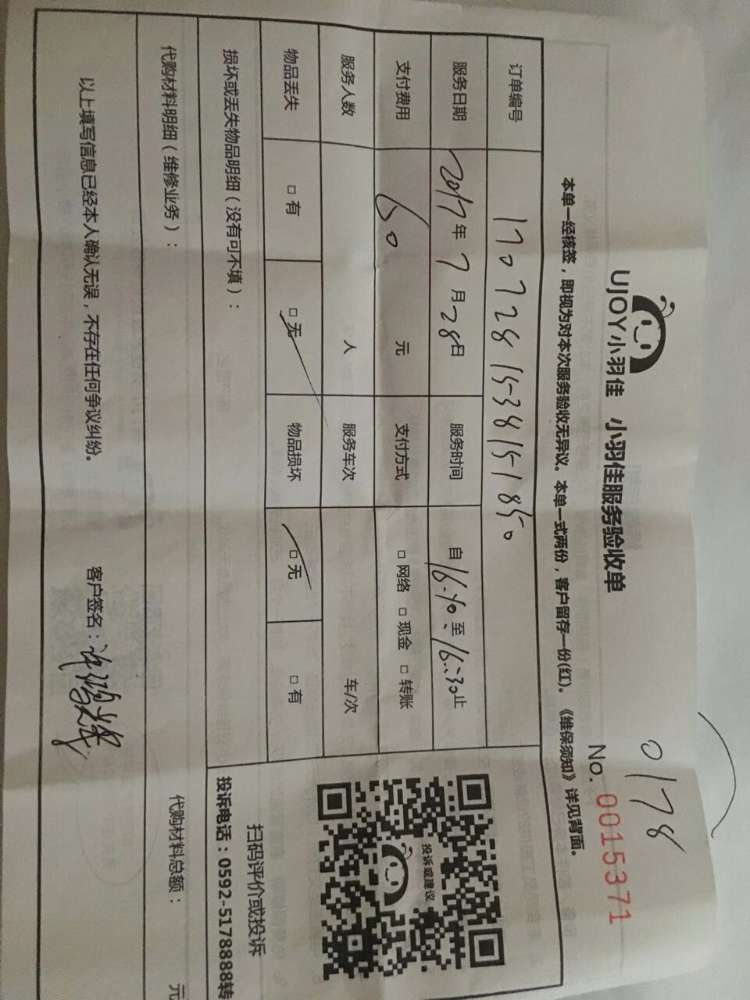 0178
UJOY小羽佳 小羽佳服务验收单 No. 0015371
本单一经核签，即视为对本次服务验收无异议。本单一式两份，客户留存一份(红)。《维保须知》详见背面。
订单编号 1707281538151850
服务日期 2017年7月28日 服务时间 自16:40至16:30止
支付费用 60元 支付方式 □网络 □现金 □转账
服务人数 人 服务车次 车/次
物品丢失 □有 □无 物品损坏 □无 □有
损坏或丢失物品明细（没有可不填）：
投诉或建议
扫码评价或投诉
投诉电话：0592-5178888转
代购材料明细（维修业务）： 代购材料总额： 元
以上填写信息已经本人确认无误，不存在任何争议纠纷。 客户签名：